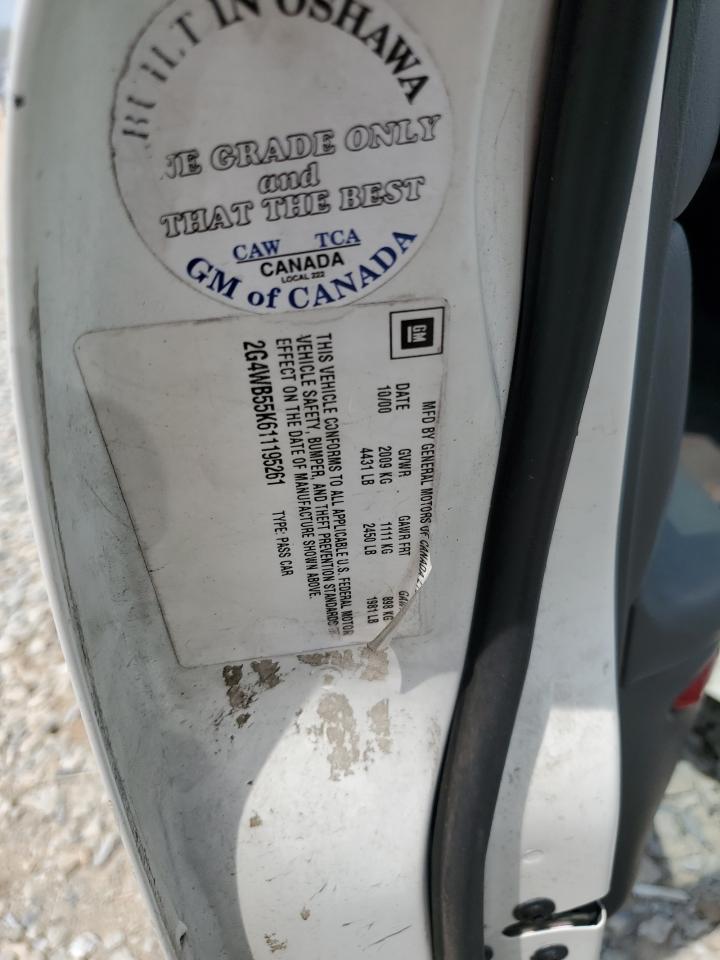 BUILT IN OSHAWA
NE GRADE ONLY
and
THAT THE BEST
CAW TCA
CANADA
LOCAL 222
GM of CANADA
GM
MFD BY GENERAL MOTORS OF CANADA
DATE GVWR GAWR FRT
10/00 2009 KG 1111 KG 898 KG
4431 LB 2450 LB 1981 LB
THIS VEHICLE CONFORMS TO ALL APPLICABLE U.S. FEDERAL MOTOR
VEHICLE SAFETY, BUMPER, AND THEFT PREVENTION STANDARDS
EFFECT ON THE DATE OF MANUFACTURE SHOWN ABOVE.
2G4WB55K611195261 TYPE: PASS CAR